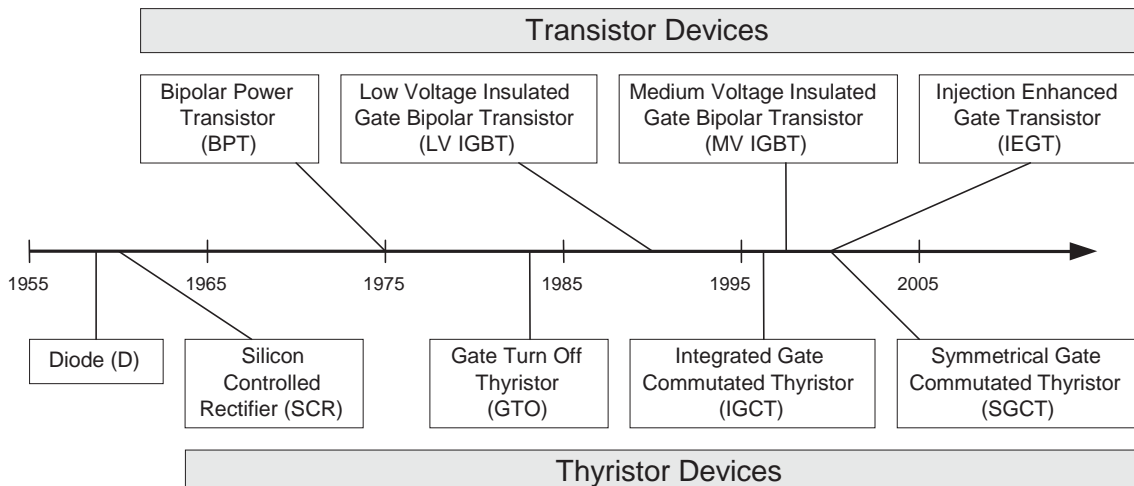 Transistor Devices
Bipolar Power
Transistor
(BPT)
Low Voltage Insulated
Gate Bipolar Transistor
(LV IGBT)
Medium Voltage Insulated
Gate Bipolar Transistor
(MV IGBT)
Injection Enhanced
Gate Transistor
(IEGT)
1955
1965
1975
1985
1995
2005
Diode (D)
Silicon
Controlled
Rectifier (SCR)
Gate Turn Off
Thyristor
(GTO)
Integrated Gate
Commutated Thyristor
(IGCT)
Symmetrical Gate
Commutated Thyristor
(SGCT)
Thyristor Devices